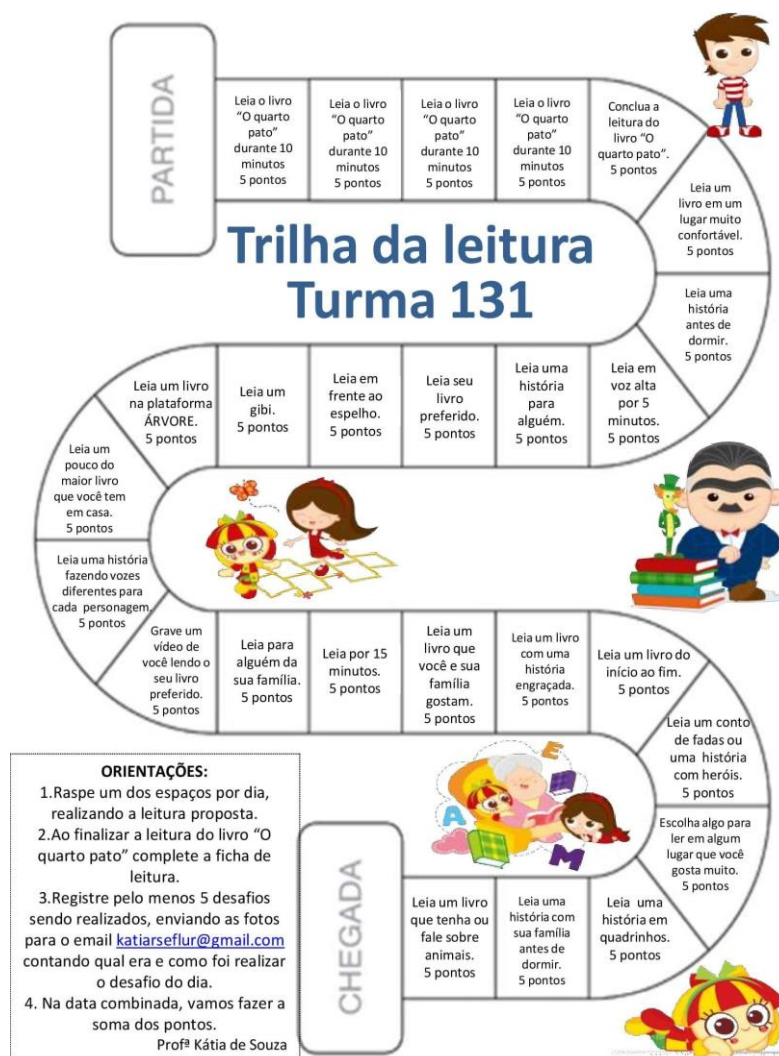 PARTIDA
Leia o livro
"O quarto
pato"
durante 10
minutos
5 pontos
Leia o livro
"O quarto
pato"
durante 10
minutos
5 pontos
Leia o livro
"O quarto
pato"
durante 10
minutos
5 pontos
Leia o livro
"O quarto
pato"
durante 10
minutos
5 pontos
Conclua a
leitura do
livro "O
quarto pato".
5 pontos
Leia um
livro em um
lugar muito
confortável.
5 pontos
Trilha da leitura
Turma 131
Leia uma
história
antes de
dormir.
5 pontos
Leia em
voz alta
por 5
minutos.
5 pontos
Leia uma
história
para
alguém.
5 pontos
Leia seu
livro
preferido.
5 pontos
Leia em
frente ao
espelho.
5 pontos
Leia um
gibi.
5 pontos
Leia um livro
na plataforma
ÁRVORE.
5 pontos
Leia um
pouco do
maior livro
que você tem
em casa.
5 pontos
Leia uma história
fazendo vozes
diferentes para
cada personagem.
5 pontos
Grave um
vídeo de
você lendo o
seu livro
preferido.
5 pontos
Leia para
alguém da
sua família.
5 pontos
Leia por 15
minutos.
5 pontos
Leia um
livro que
você e sua
família
gostam.
5 pontos
Leia um livro
com uma
história
engraçada.
5 pontos
Leia um livro do
início ao fim.
5 pontos
Leia um conto
de fadas ou
uma história
com heróis.
5 pontos
Escolha algo para
ler em algum
lugar que você
gosta muito.
5 pontos
Leia uma
história em
quadrinhos.
5 pontos
Leia uma
história com
sua família
antes de
dormir.
5 pontos
Leia um livro
que tenha ou
fale sobre
animais.
5 pontos
CHEGADA
E
A
M
ORIENTAÇÕES:
1.Raspe um dos espaços por dia,
realizando a leitura proposta.
2.Ao finalizar a leitura do livro "O
quarto pato" complete a ficha de
leitura.
3.Registre pelo menos 5 desafios
sendo realizados, enviando as fotos
para o email katiarseflur@gmail.com
contando qual era e como foi realizar
o desafio do dia.
4. Na data combinada, vamos fazer a
soma dos pontos.
Profª Kátia de Souza